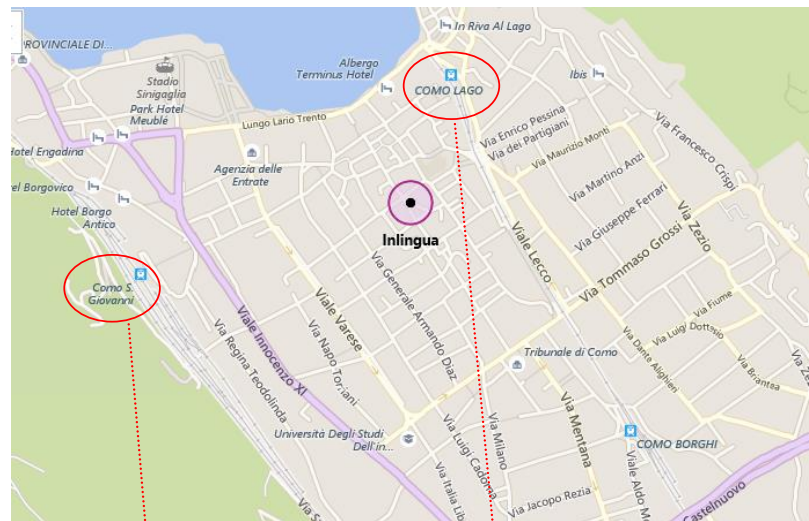 In Riva Al Lago
PROVINCIALE DI...
Albergo
Terminus Hotel
Ibis
Stadio
Sinigaglia
COMO LAGO
Park Hotel
Meublé
Lungo Lario Trento
Via Enrico Pessina
Via dei Partigiani
Via Maurizio Monti
Via Francesco Crispi
Hotel Engadina
Agenzia delle
Entrate
Via Martino Anzi
el Borgovico
Hotel Borgo
Antico
Inlingua
Via Giuseppe Ferrari
Via Zezio
Viale Lecco
Via Tommaso Grossi
Como S.
Giovanni
Via Generale Armando Diaz
Viale Varese
Via Fiume
Via Luigi Dottesio
Via Napo Torriani
Viale Innocenzo XI
Via Regina Teodolinda
Tribunale di Como
Via Dante Alighieri
Via Briantea
Via Ze
Università Degli Studi
Dell'in...
Via Luigi Cadorna
Via Milano
Via Mentana
COMO BORGHI
Viale Aldo M
Via Italia Lib
Via Jacopo Rezia
Castelnuovo